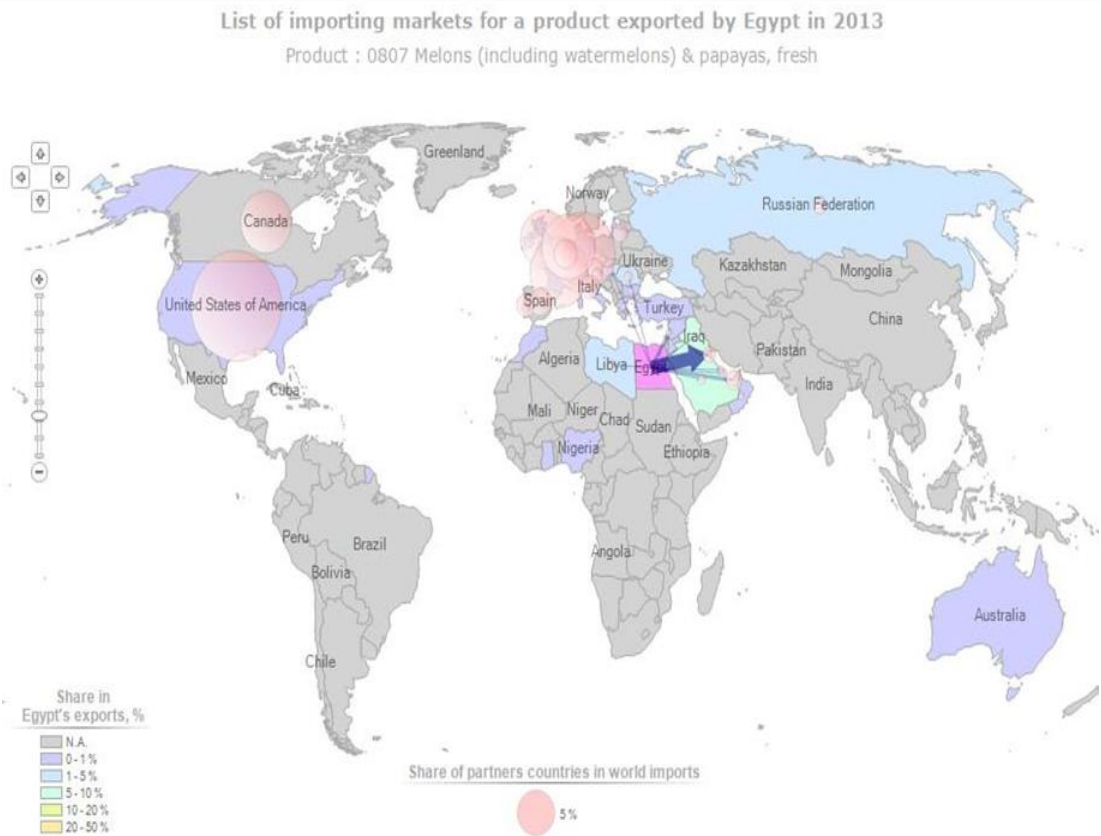 List of importing markets for a product exported by Egypt in 2013
Product : 0807 Melons (including watermelons) & papayas, fresh
Greenland
Norway
Canada
Russian Federation
Ukraine
Kazakhstan
Mongolia
Italy
United States of America
Spain
Turkey
China
Iraq
Algeria
Libya
Egypt
Pakistan
Mexico
Cuba
India
Mali
Niger
Chad
Sudan
Nigeria
Ethiopia
Peru
Brazil
Angola
Bolivia
Australia
Chile
Share in
Egypt's exports, %
N.A.
0-1%
1-5%
5-10%
10-20%
20-50%
Share of partners countries in world imports
5%